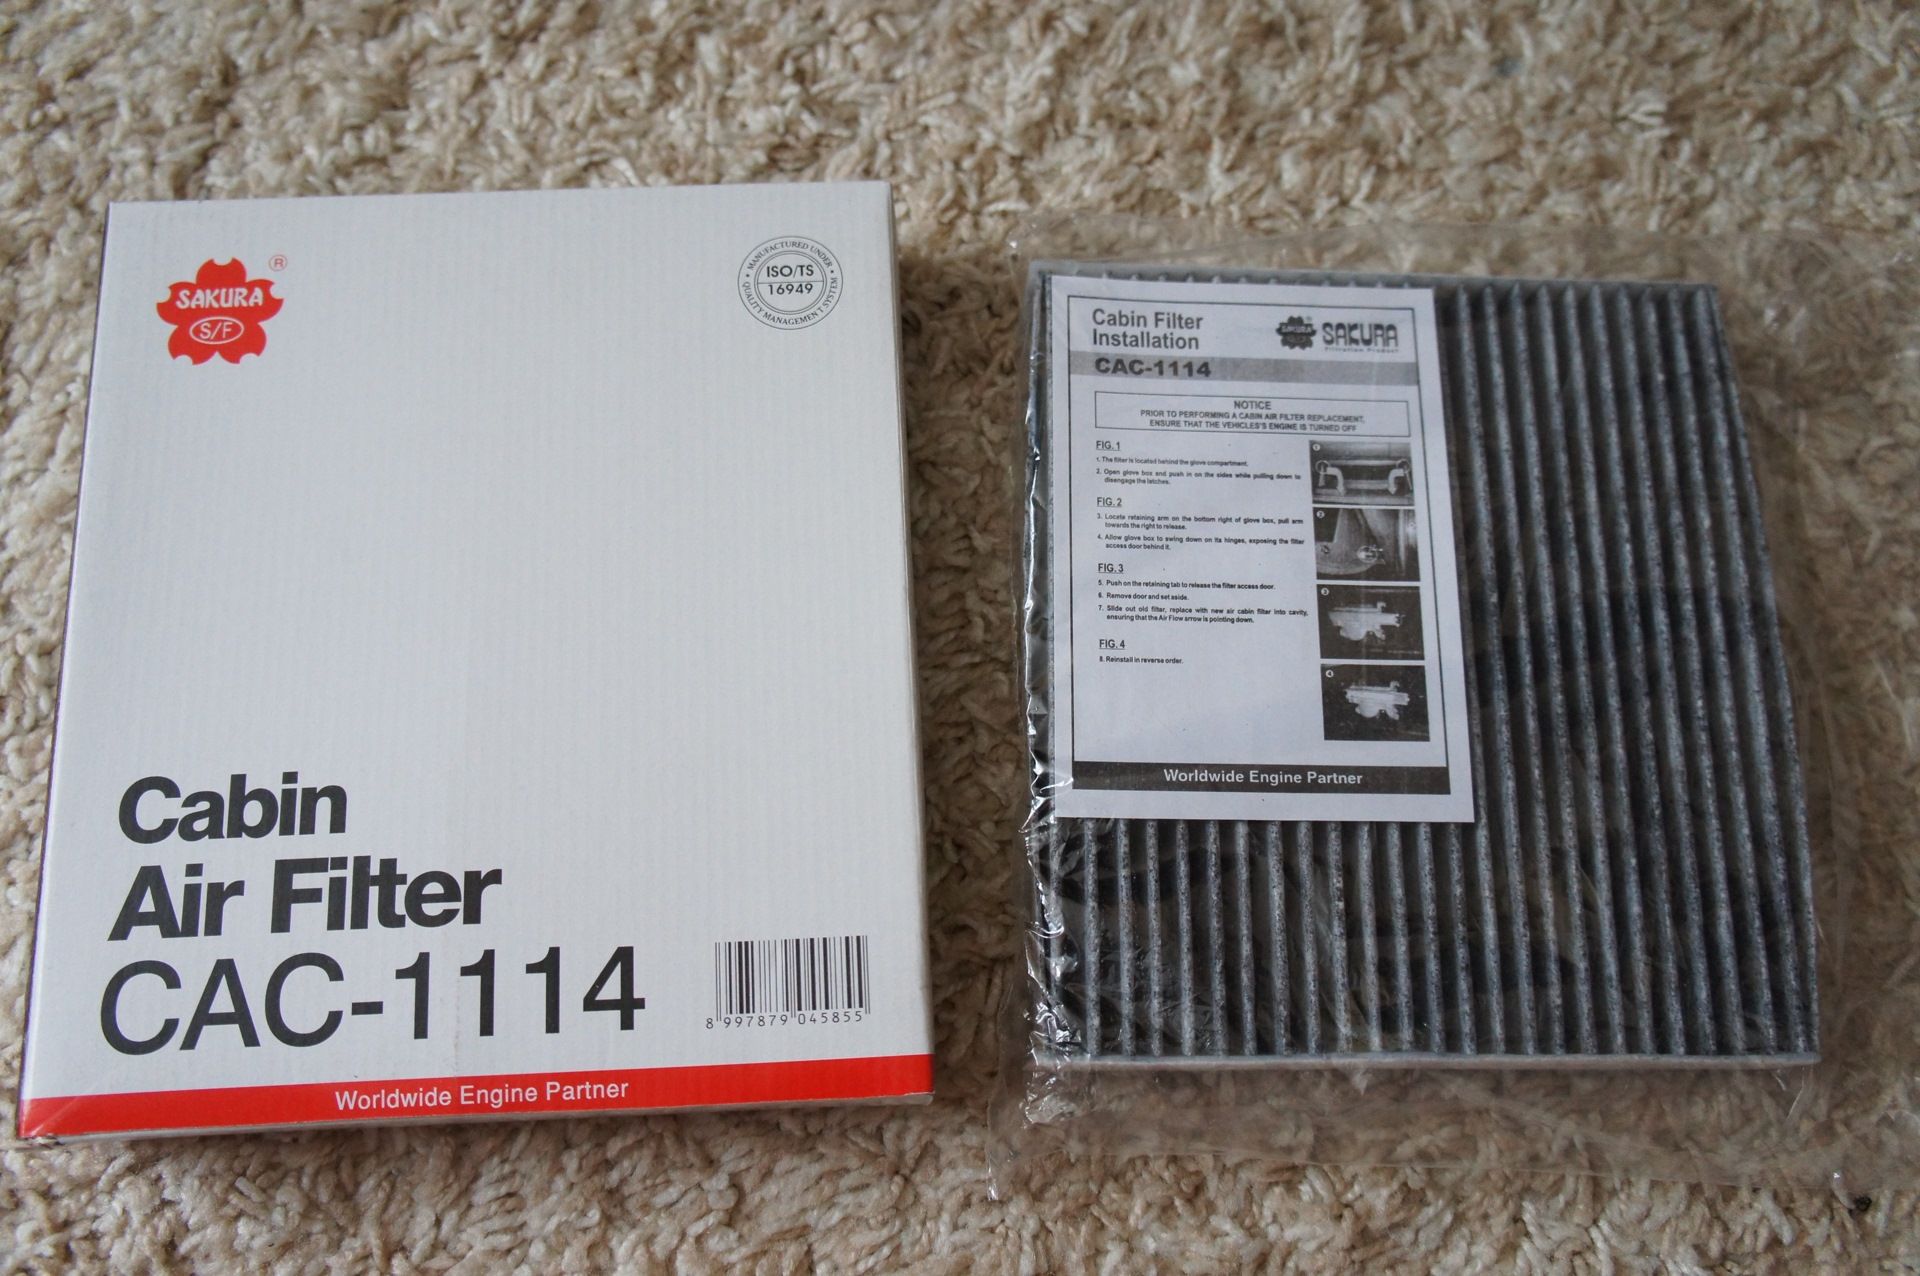 SAKURA
®
S/F
MANUFACTURED UNDER
ISO/TS
16949
QUALITY MANAGEMENT SYSTEM
Cabin
Air Filter
CAC-1114
8 997879 045855
Worldwide Engine Partner
Cabin Filter
Installation
SAKURA
SAKURA
Filtration Product
CAC-1114
NOTICE
PRIOR TO PERFORMING A CABIN AIR FILTER REPLACEMENT,
ENSURE THAT THE VEHICLES'S ENGINE IS TURNED OFF
FIG. 1
1. The filter is located behind the glove compartment.
2. Open glove box and push in on the sides while pulling down to
disengage the latches.
FIG. 2
3. Locate retaining arm on the bottom right of glove box, pull arm
towards the right to release.
4. Allow glove box to swing down on its hinges, exposing the filter
access door behind it.
FIG. 3
5. Push on the retaining tab to release the filter access door.
6. Remove door and set aside.
7. Slide out old filter, replace with new air cabin filter into cavity,
ensuring that the Air Flow arrow is pointing down.
FIG. 4
8. Reinstall in reverse order.
1
2
3
4
Worldwide Engine Partner